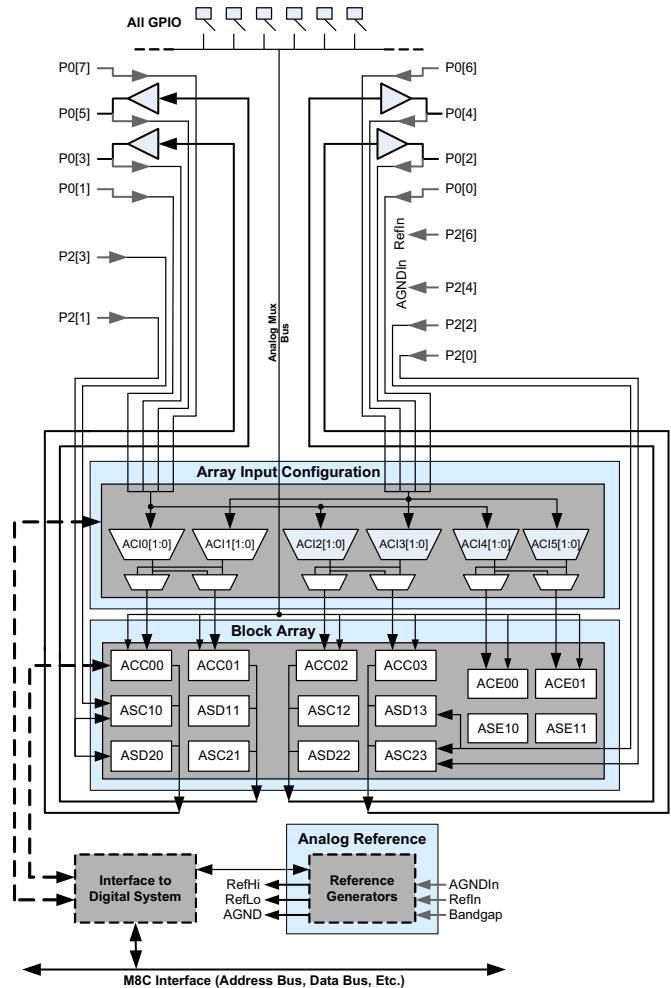 All GPIO
P0[7]
P0[6]
P0[5]
P0[4]
P0[3]
P0[2]
P0[1]
P0[0]
RefIn
P2[6]
P2[3]
AGNDIn
P2[4]
P2[1]
P2[2]
P2[0]
Analog Mux
Bus
Array Input Configuration
ACI0[1:0]
ACI1[1:0]
ACI2[1:0]
ACI3[1:0]
ACI4[1:0]
ACI5[1:0]
Block Array
ACC00
ACC01
ACC02
ACC03
ACE00
ACE01
ASC10
ASD11
ASC12
ASD13
ASE10
ASE11
ASD20
ASC21
ASD22
ASC23
Analog Reference
Interface to
Digital System
RefHi
RefLo
AGND
Reference
Generators
AGNDIn
RefIn
Bandgap
M8C Interface (Address Bus, Data Bus, Etc.)